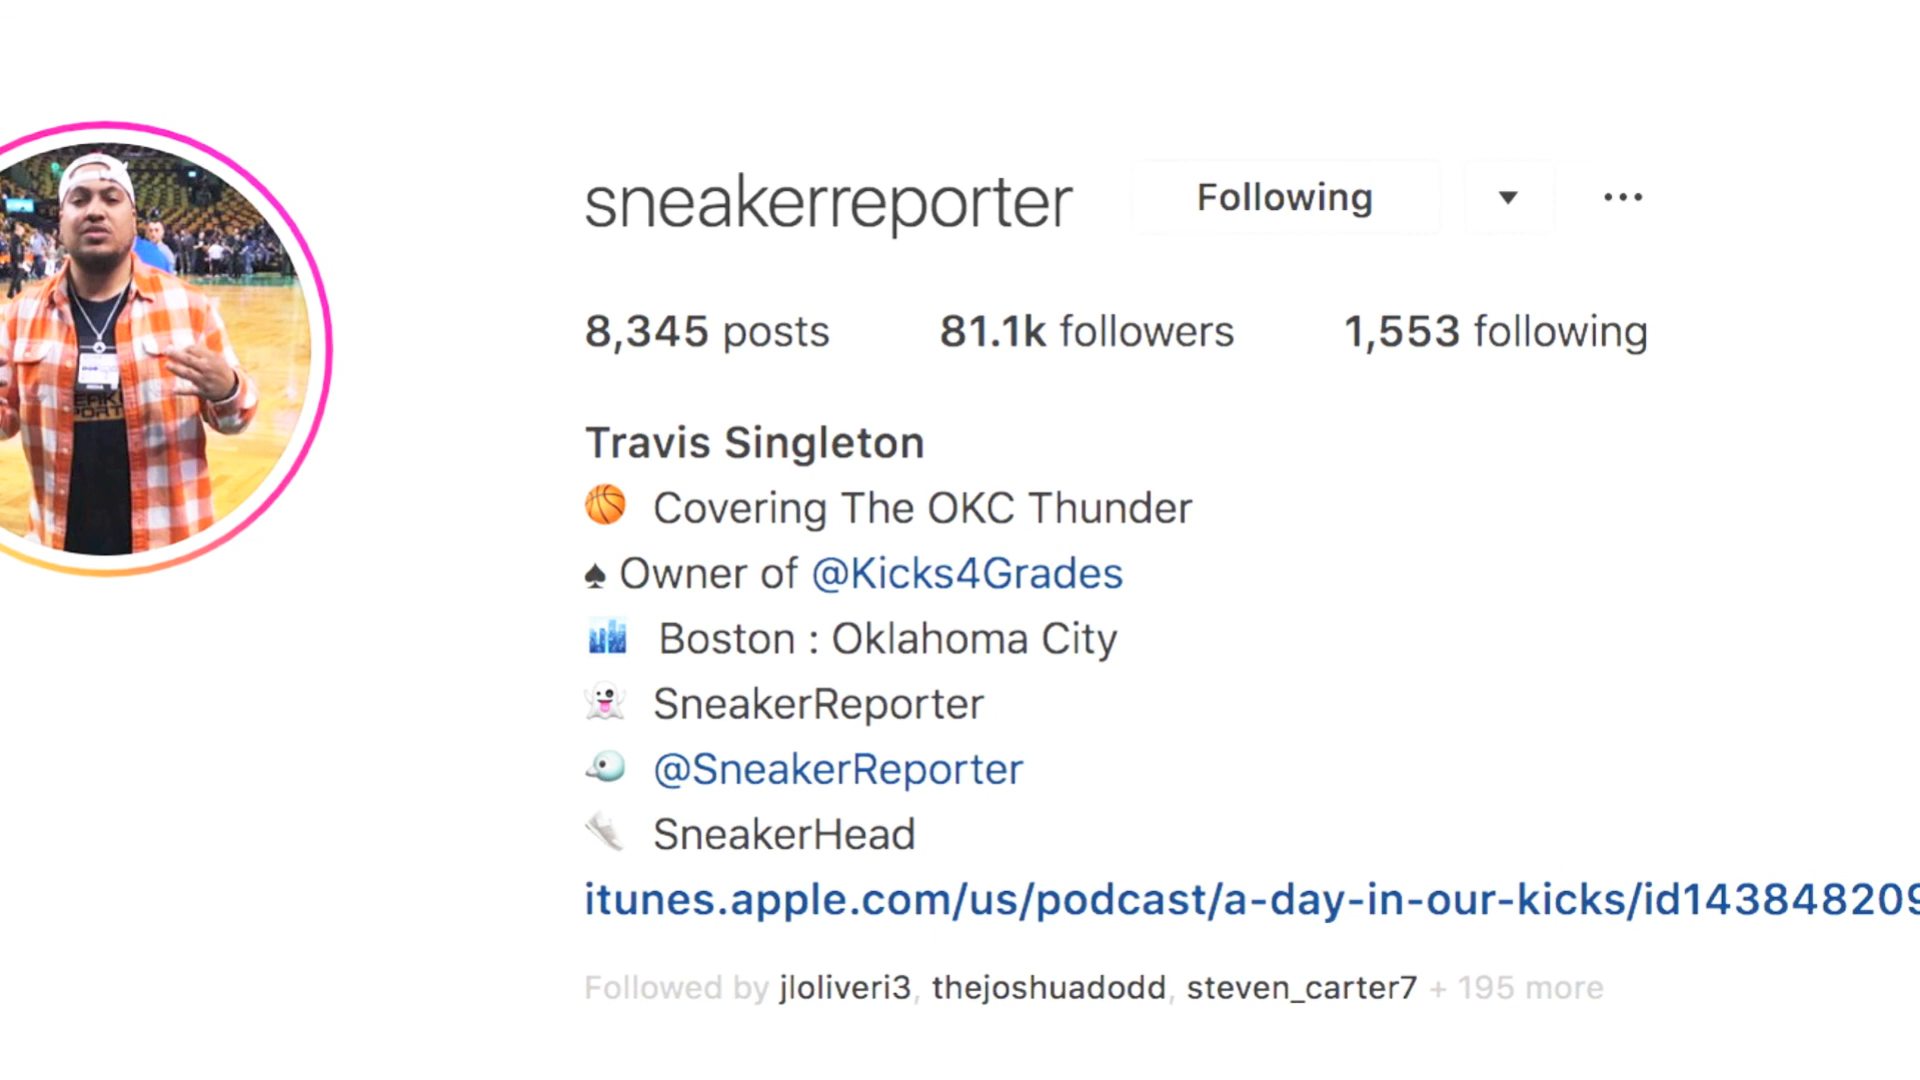 sneakerreporter Following
8,345 posts 81.1k followers 1,553 following
Travis Singleton
🏀 Covering The OKC Thunder
♠ Owner of @Kicks4Grades
Boston : Oklahoma City
👻 SneakerReporter
@SneakerReporter
SneakerHead
itunes.apple.com/us/podcast/a-day-in-our-kicks/id143848209
Followed by jloliveri3, thejoshuadodd, steven_carter7 + 195 more